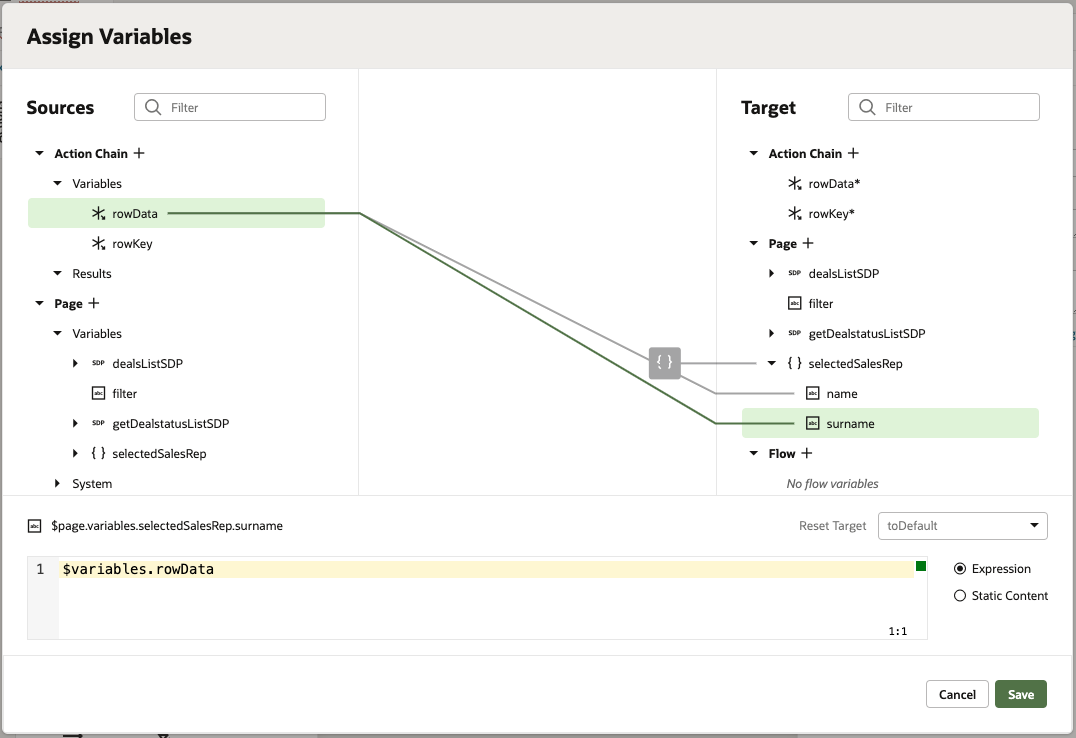 Assign Variables
Sources
Filter
Action Chain +
Variables
rowData
rowKey
Results
Page +
Variables
SDP dealsListSDP
abc filter
SDP getDealstatusListSDP
{ } selectedSalesRep
System
{ }
Target
Filter
Action Chain +
rowData*
rowKey*
Page +
SDP dealsListSDP
abc filter
SDP getDealstatusListSDP
{ } selectedSalesRep
abc name
abc surname
Flow +
No flow variables
abc $page.variables.selectedSalesRep.surname
Reset Target toDefault
1 $variables.rowData
1:1
Expression
Static Content
Cancel Save